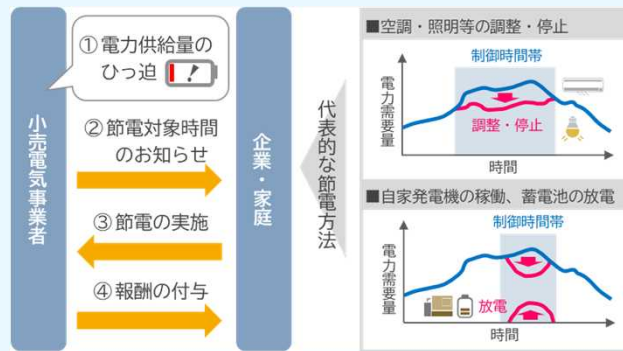 ① 電力供給量の
ひっ迫
小売電気事業者
② 節電対象時間
のお知らせ
③ 節電の実施
④ 報酬の付与
企業・家庭
代表的な節電方法
■空調・照明等の調整・停止
制御時間帯
電力需要量
調整・停止
時間
■自家発電機の稼働、蓄電池の放電
制御時間帯
電力需要量
放電
時間